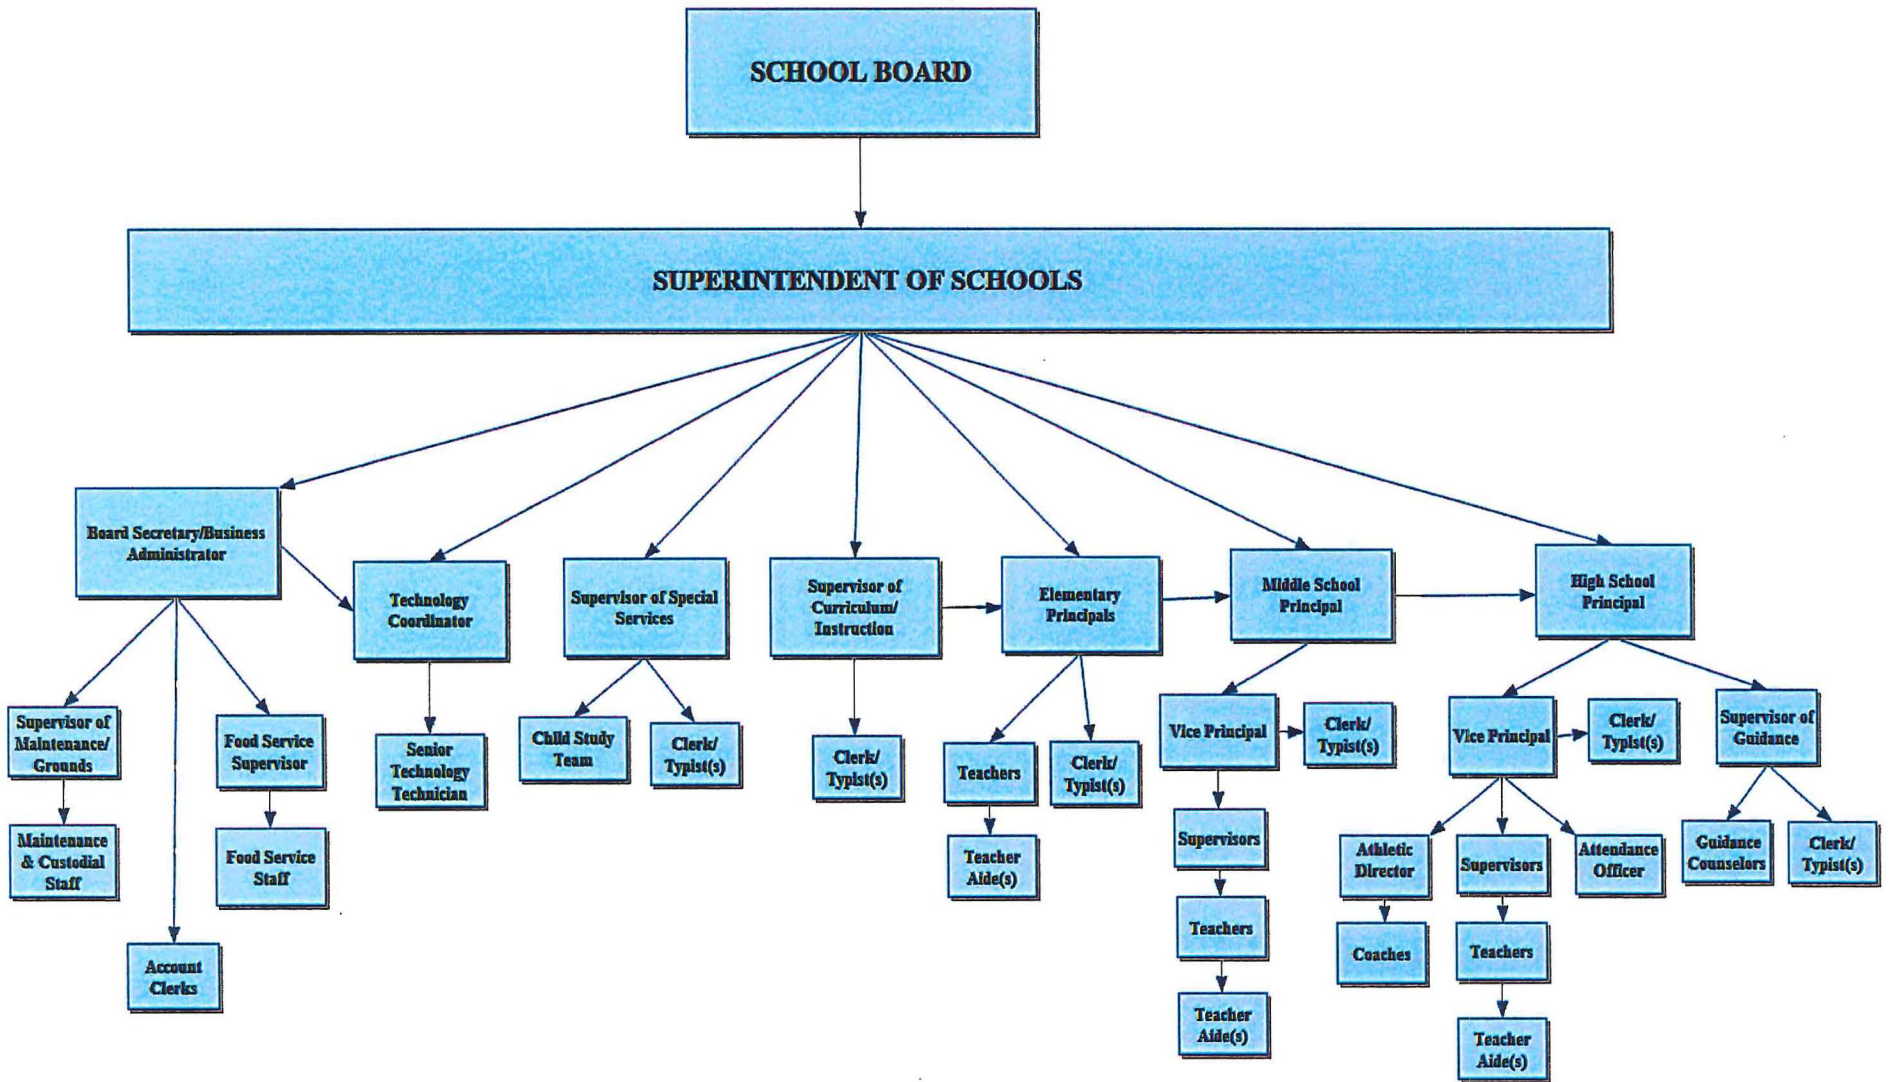 SCHOOL BOARD
SUPERINTENDENT OF SCHOOLS
Board Secretary/Business
Administrator
Technology
Coordinator
Supervisor of Special
Services
Supervisor of
Curriculum/
Instruction
Elementary
Principals
Middle School
Principal
High School
Principal
Supervisor of
Maintenance/
Grounds
Food Service
Supervisor
Senior
Technology
Technician
Child Study
Team
Clerk/
Typist(s)
Clerk/
Typist(s)
Teachers
Clerk/
Typist(s)
Vice Principal
Clerk/
Typist(s)
Vice Principal
Clerk/
Typist(s)
Supervisor of
Guidance
Maintenance
& Custodial
Staff
Food Service
Staff
Teacher
Aide(s)
Supervisors
Athletic
Director
Supervisors
Attendance
Officer
Guidance
Counselors
Clerk/
Typist(s)
Account
Clerks
Teachers
Coaches
Teachers
Teacher
Aide(s)
Teacher
Aide(s)